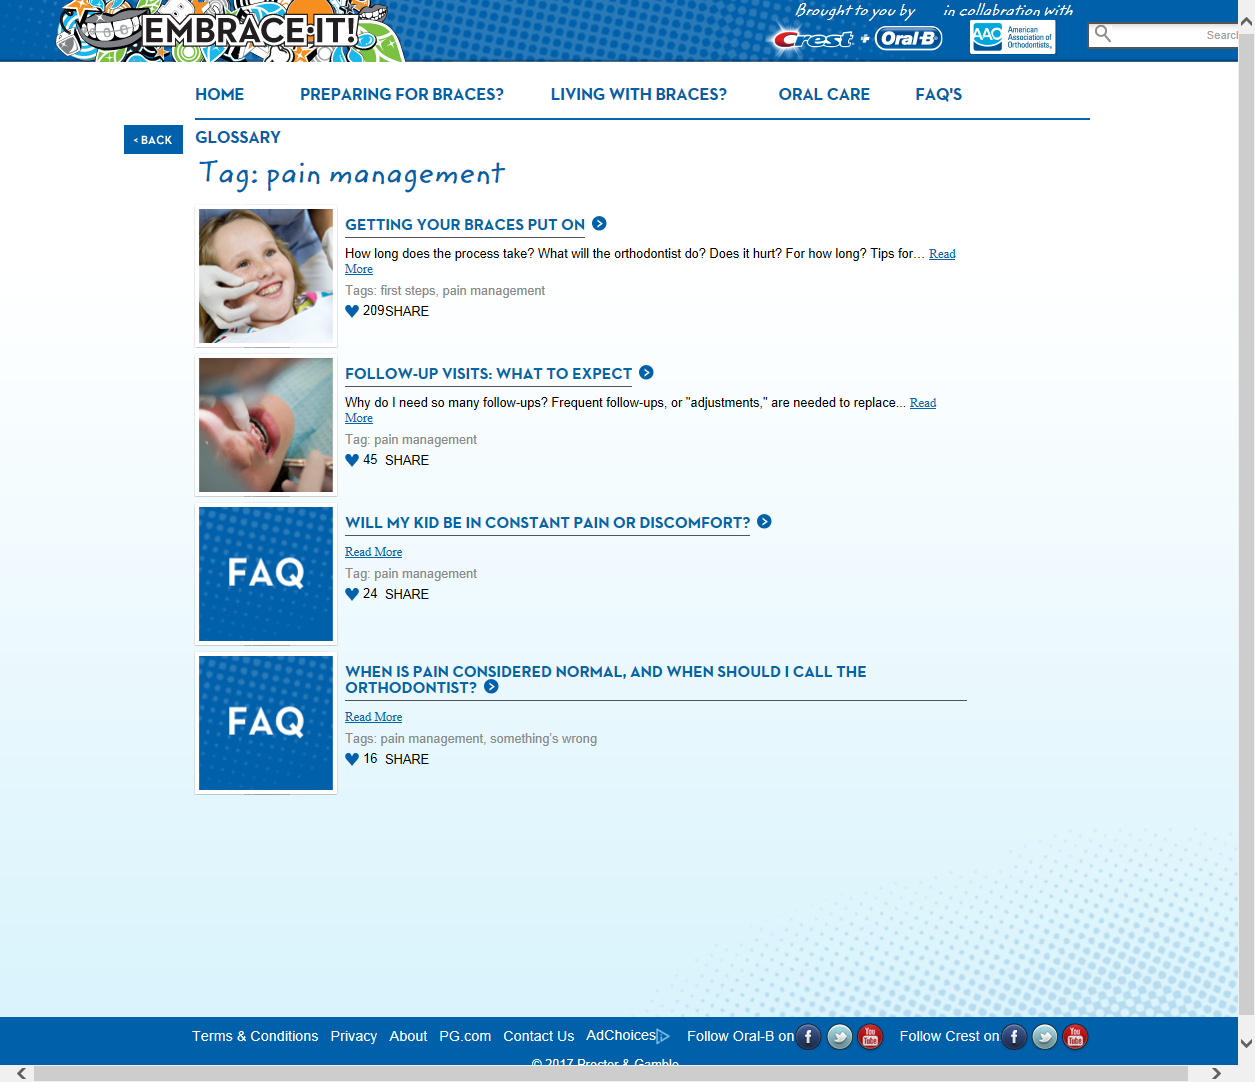 EMBRACE·IT!
Brought to you by
in collabration with
Crest + Oral-B
AAO American Association of Orthodontists
Search
HOME PREPARING FOR BRACES? LIVING WITH BRACES? ORAL CARE FAQ'S
< BACK
GLOSSARY
Tag: pain management
GETTING YOUR BRACES PUT ON
How long does the process take? What will the orthodontist do? Does it hurt? For how long? Tips for… Read
More
Tags: first steps, pain management
209SHARE
FOLLOW-UP VISITS: WHAT TO EXPECT
Why do I need so many follow-ups? Frequent follow-ups, or "adjustments," are needed to replace... Read
More
Tag: pain management
45 SHARE
FAQ
WILL MY KID BE IN CONSTANT PAIN OR DISCOMFORT?
Read More
Tag: pain management
24 SHARE
FAQ
WHEN IS PAIN CONSIDERED NORMAL, AND WHEN SHOULD I CALL THE
ORTHODONTIST?
Read More
Tags: pain management, something's wrong
16 SHARE
Terms & Conditions Privacy About PG.com Contact Us AdChoices Follow Oral-B on Follow Crest on
You Tube
You Tube
© 2017 Procter & Gamble